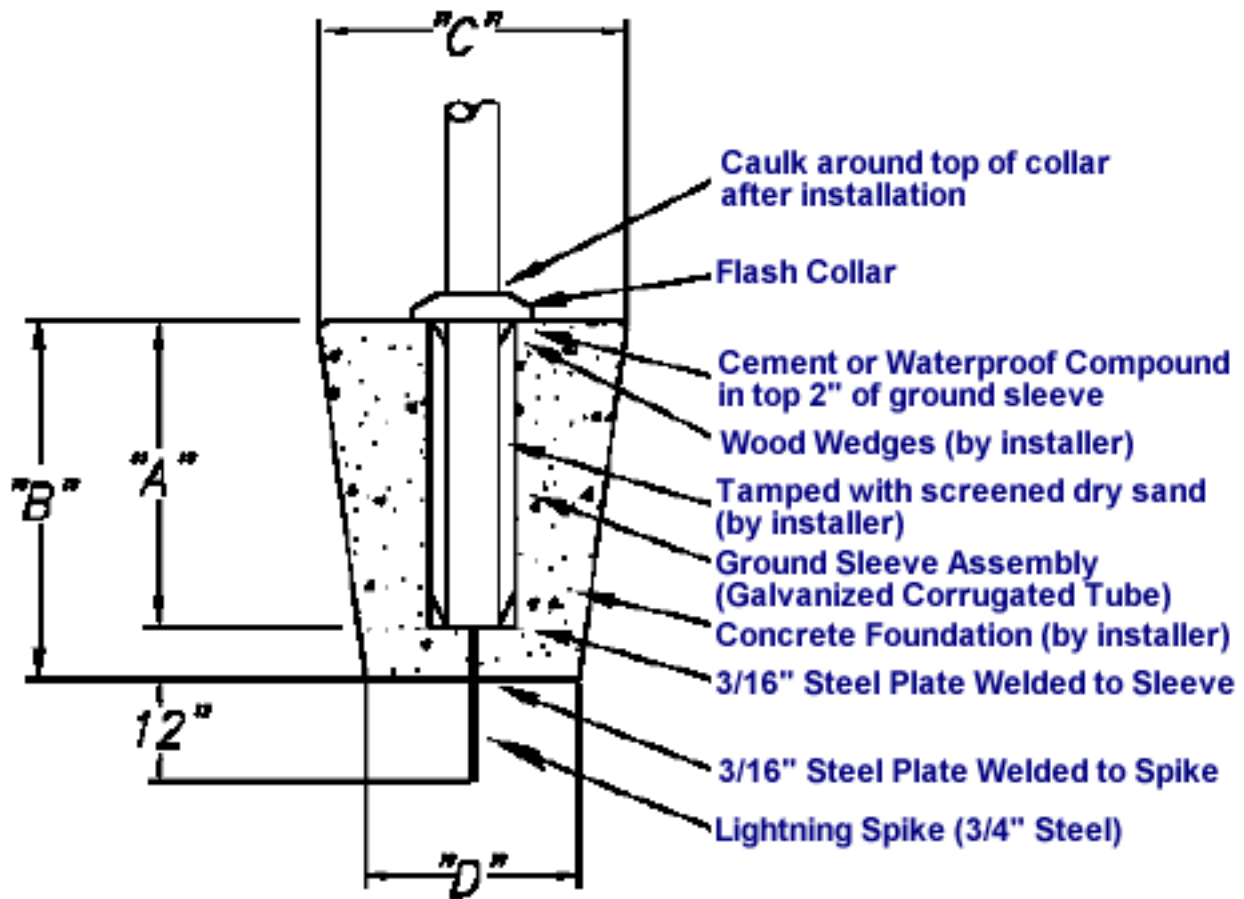 "C"
Caulk around top of collar
after installation
Flash Collar
Cement or Waterproof Compound
in top 2" of ground sleeve
Wood Wedges (by installer)
"A"
"B"
Tamped with screened dry sand
(by installer)
Ground Sleeve Assembly
(Galvanized Corrugated Tube)
Concrete Foundation (by installer)
3/16" Steel Plate Welded to Sleeve
12"
3/16" Steel Plate Welded to Spike
Lightning Spike (3/4" Steel)
"D"